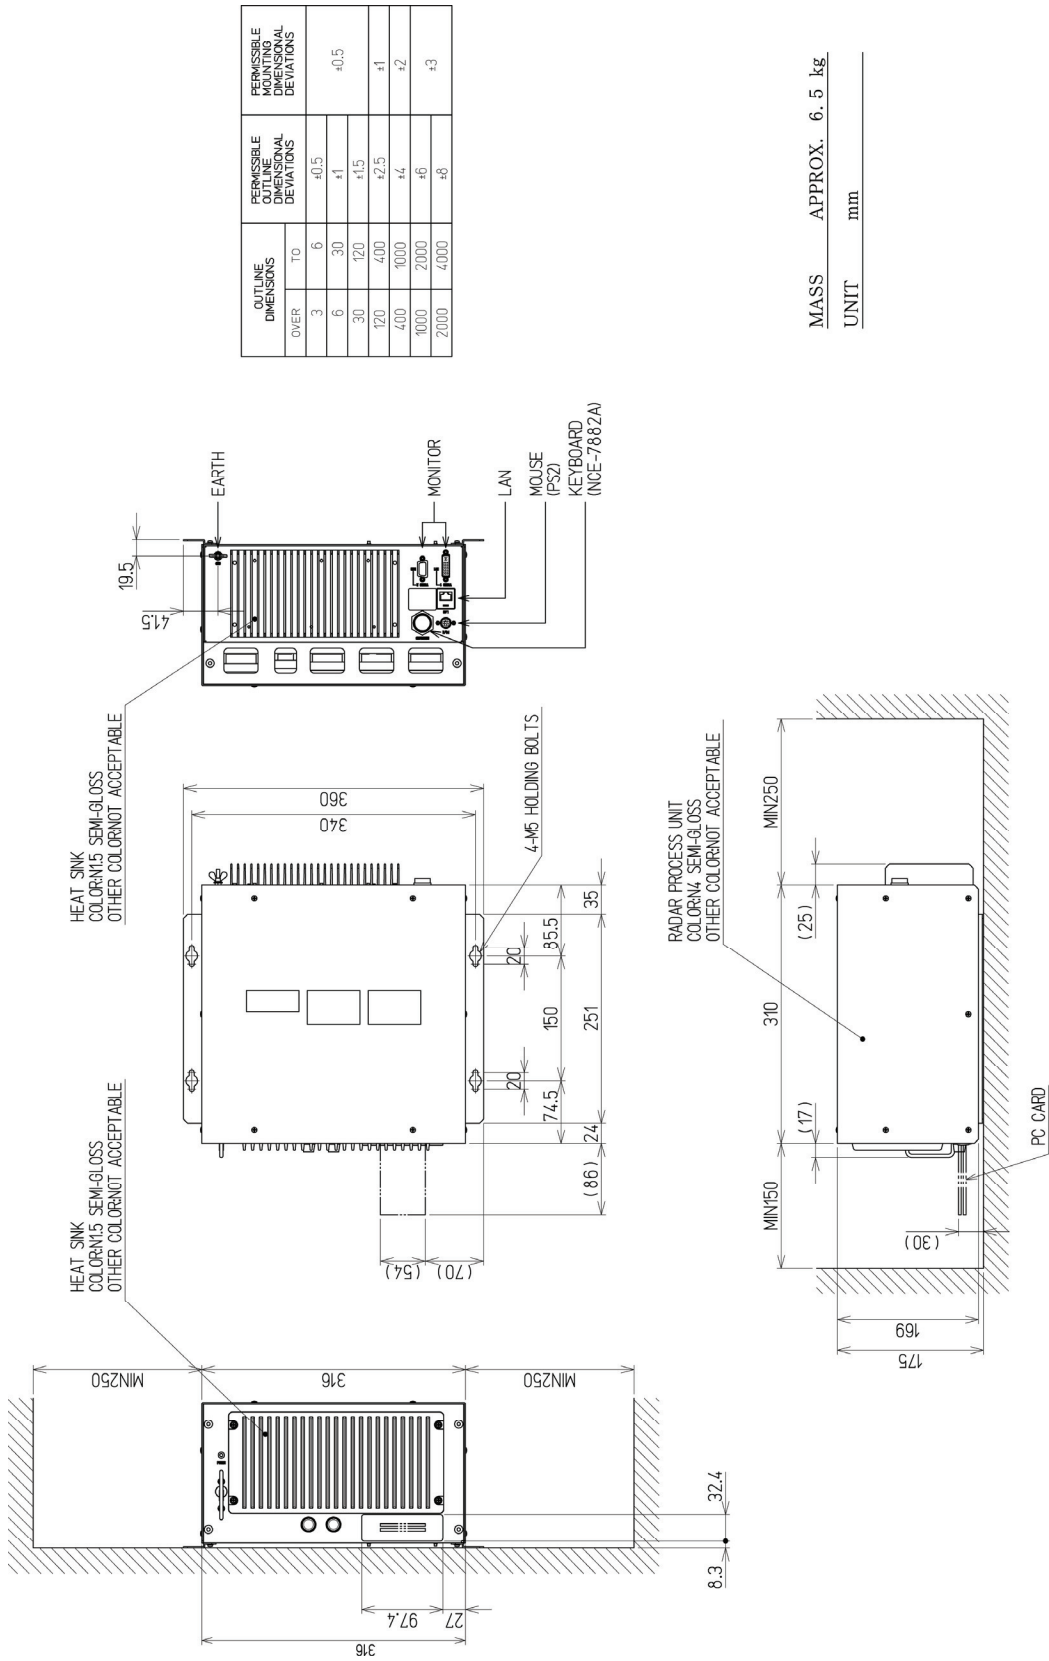 OUTLINE
DIMENSIONS
PERMISSIBLE
OUTLINE
DIMENSIONAL
DEVIATIONS
PERMISSIBLE
MOUNTING
DIMENSIONAL
DEVIATIONS
OVER TO
3 6 ±0.5 ±0.5
6 30 ±1
30 120 ±1.5
120 400 ±2.5 ±1
400 1000 ±4 ±2
1000 2000 ±6 ±3
2000 4000 ±8
MASS APPROX. 6. 5 kg
UNIT mm
19.5
41.5
EARTH
MONITOR
LAN
MOUSE
(PS2)
KEYBOARD
(NCE-7882A)
HEAT SINK
COLOR:N1.5 SEMI-GLOSS
OTHER COLOR:NOT ACCEPTABLE
360
340
4-M5 HOLDING BOLTS
35
85.5
20
150
251
20
74.5
24
(86)
(54)
(70)
HEAT SINK
COLOR:N1.5 SEMI-GLOSS
OTHER COLOR:NOT ACCEPTABLE
MIN250
316
MIN250
32.4
8.3
97.4
27
316
RADAR PROCESS UNIT
COLOR:N4 SEMI-GLOSS
OTHER COLOR:NOT ACCEPTABLE
MIN250
(25)
310
(17)
MIN150
(30)
169
175
PC CARD